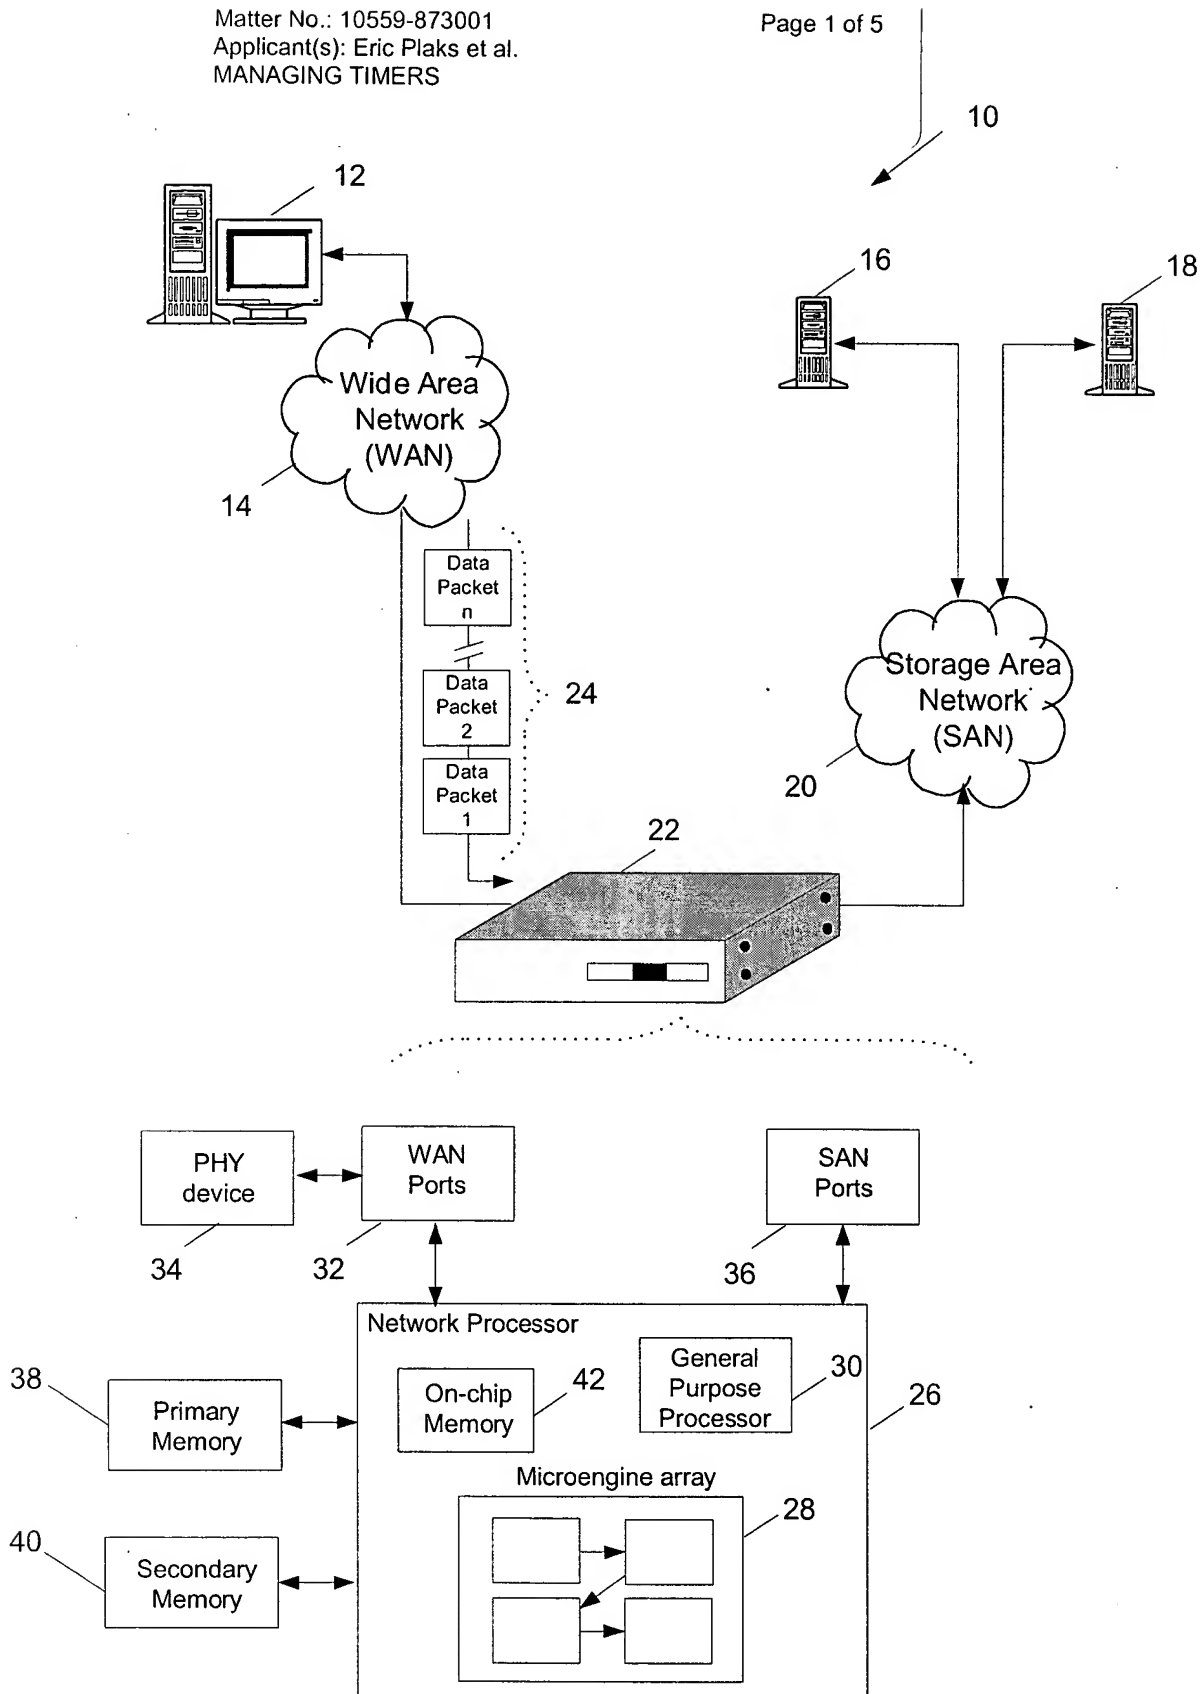 Matter No.: 10559-873001
Applicant(s): Eric Plaks et al.
MANAGING TIMERS
Page 1 of 5
10
12
16
18
Wide Area
Network
(WAN)
14
Data
Packet
n
Data
Packet
2
Data
Packet
1
24
Storage Area
Network
(SAN)
20
22
PHY
device
34
WAN
Ports
32
SAN
Ports
36
Network Processor
38
Primary
Memory
On-chip
Memory
42
General
Purpose
Processor
30
26
Microengine array
28
40
Secondary
Memory